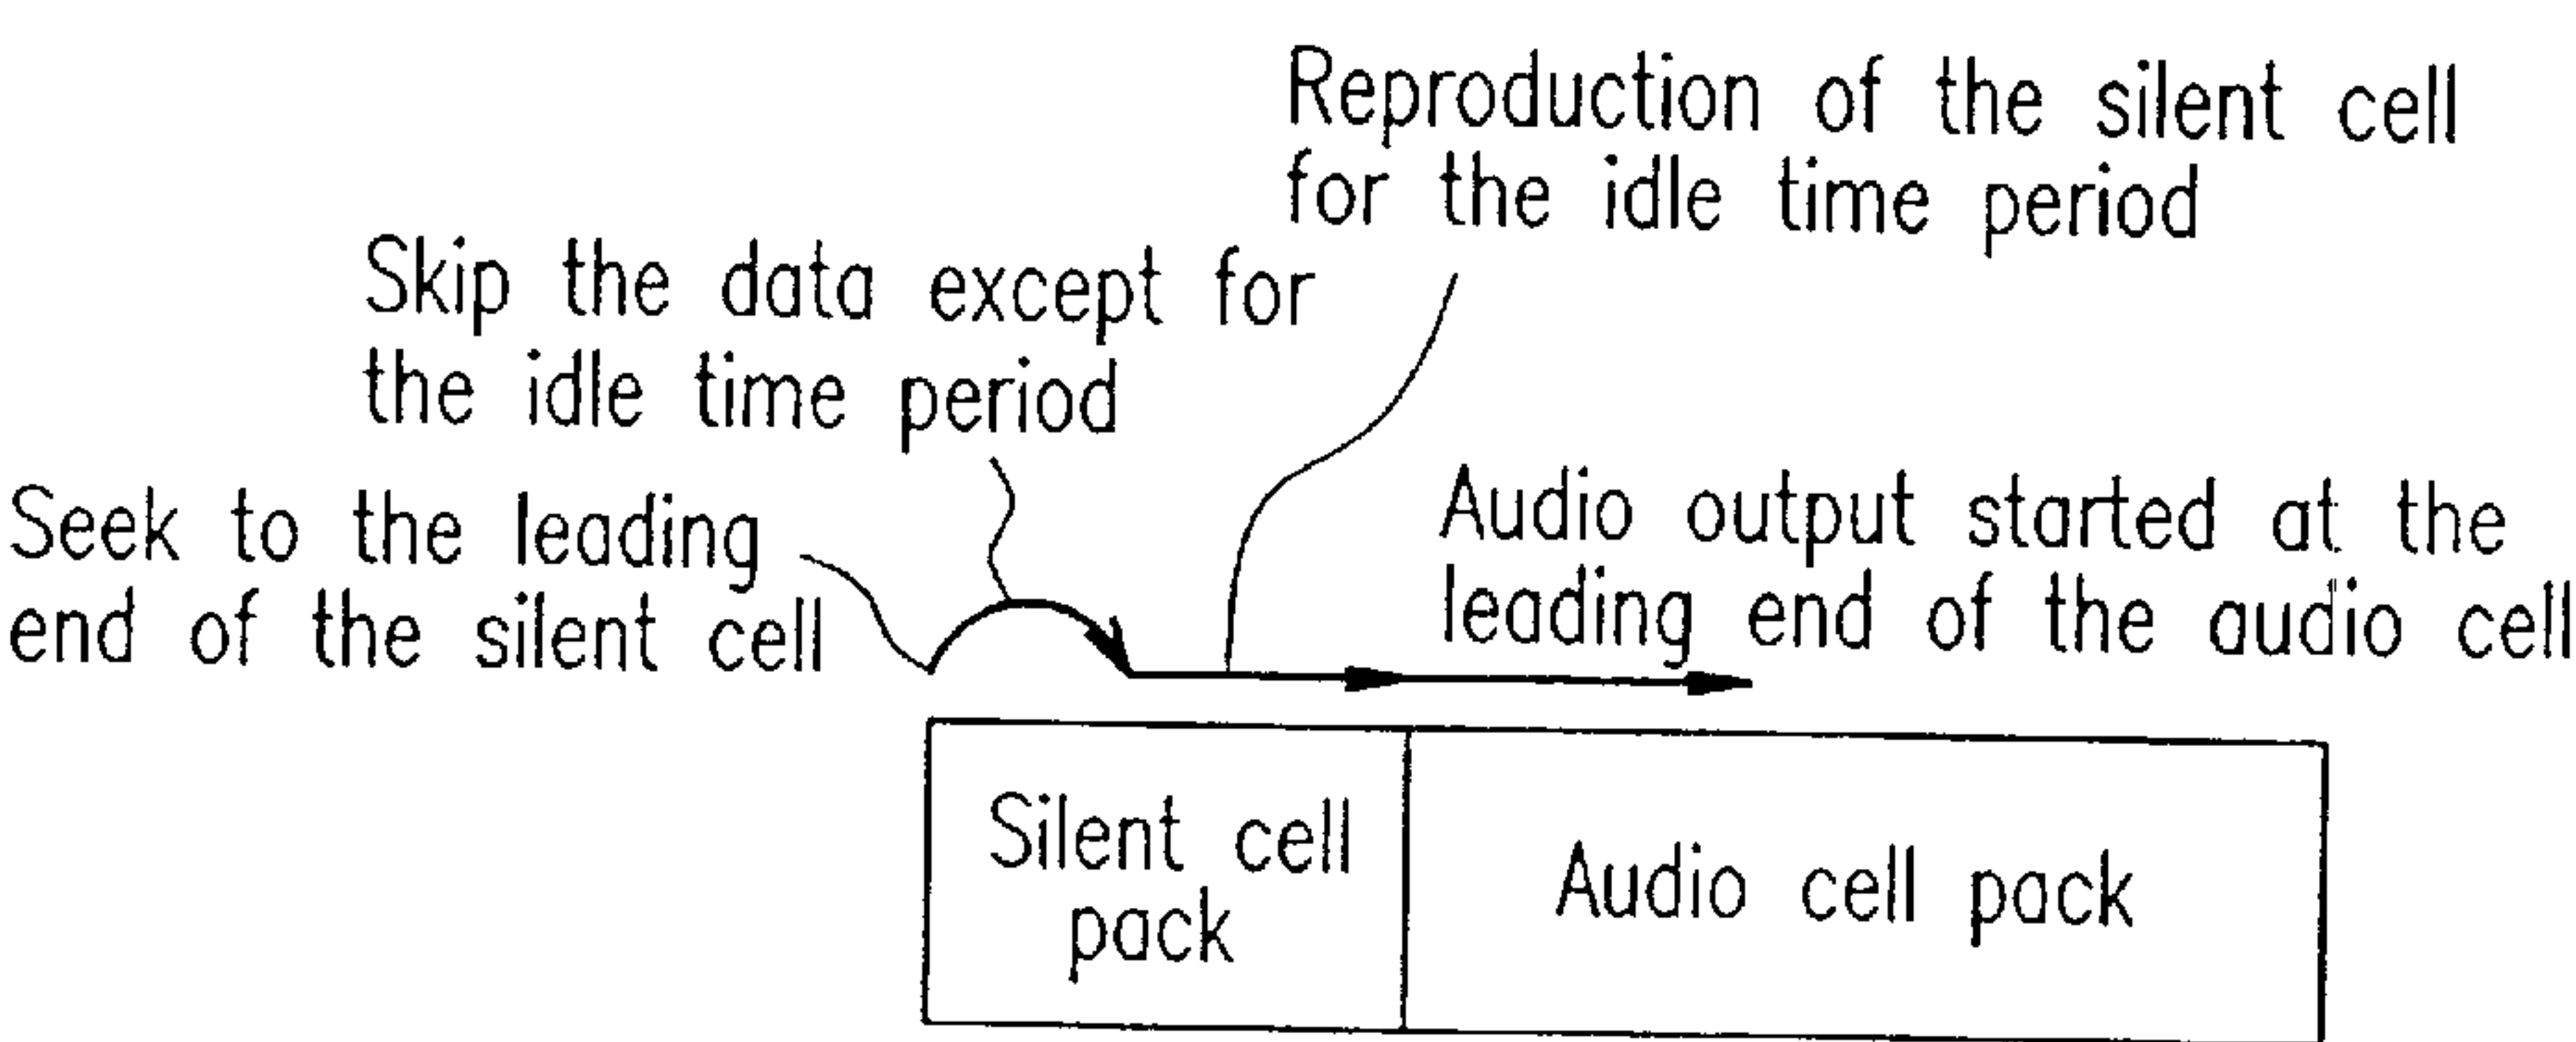 Reproduction of the silent cell
for the idle time period
Skip the data except for
the idle time period
Seek to the leading
end of the silent cell
Audio output started at the
leading end of the audio cell
Silent cell
pack
Audio cell pack